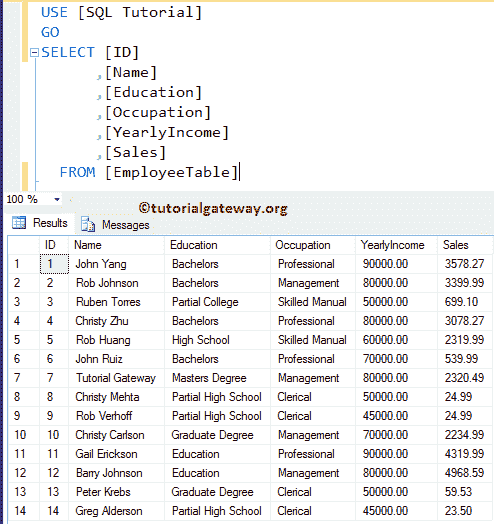 USE [SQL Tutorial]
GO
SELECT [ID]
,[Name]
,[Education]
,[Occupation]
,[YearlyIncome]
,[Sales]
FROM [EmployeeTable]
100 %
©tutorialgateway.org
Results Messages
ID Name Education Occupation YearlyIncome Sales
1 1 John Yang Bachelors Professional 90000.00 3578.27
2 2 Rob Johnson Bachelors Management 80000.00 3399.99
3 3 Ruben Torres Partial College Skilled Manual 50000.00 699.10
4 4 Christy Zhu Bachelors Professional 80000.00 3078.27
5 5 Rob Huang High School Skilled Manual 60000.00 2319.99
6 6 John Ruiz Bachelors Professional 70000.00 539.99
7 7 Tutorial Gateway Masters Degree Management 80000.00 2320.49
8 8 Christy Mehta Partial High School Clerical 50000.00 24.99
9 9 Rob Verhoff Partial High School Clerical 45000.00 24.99
10 10 Christy Carlson Graduate Degree Management 70000.00 2234.99
11 11 Gail Erickson Education Professional 90000.00 4319.99
12 12 Barry Johnson Education Management 80000.00 4968.59
13 13 Peter Krebs Graduate Degree Clerical 50000.00 59.53
14 14 Greg Alderson Partial High School Clerical 45000.00 23.50